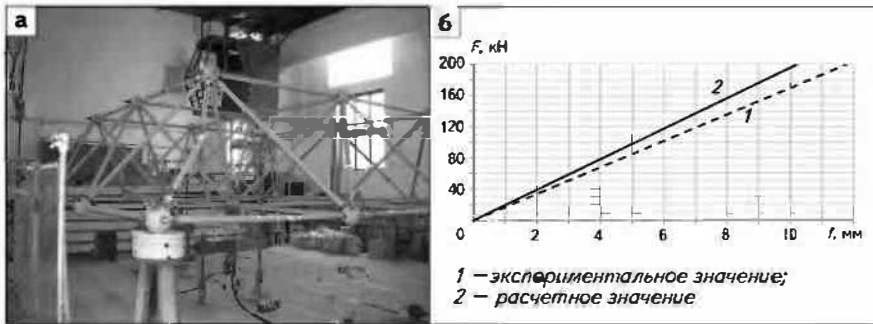 а
б
F, кН
200
160
120
80
40
0
2
4
6
8
10
f, мм
2
1
1 – экспериментальное значение;
2 – расчетное значение